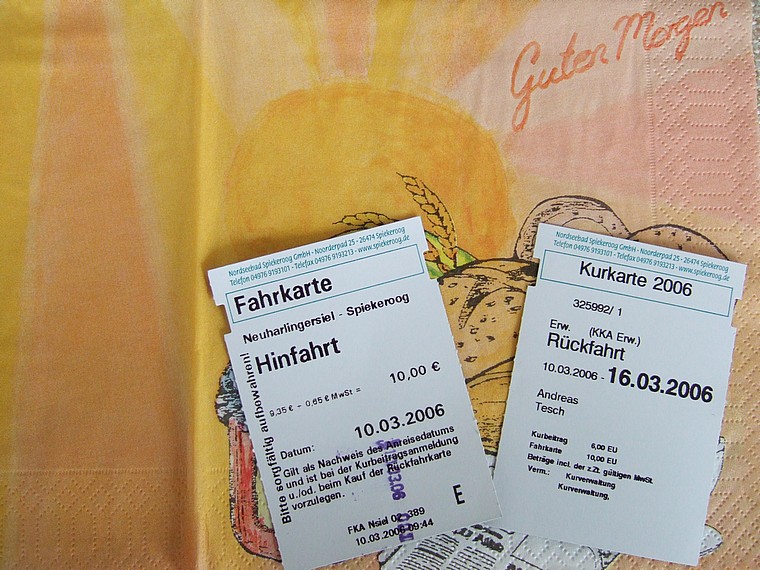 Guten Morgen
Nordseebad Spiekeroog GmbH - Noorderpad 25 - 26474 Spiekeroog
Telefon 04976 9193101 - Telefax 04976 9193213 - www.spiekeroog.de
Fahrkarte
Neuharlingersiel - Spiekeroog
Hinfahrt
10,00 €
9,35 € - 0,65 € MwSt =
10.03.2006
Datum:
Gilt als Nachweis des Anreisedatums
und ist bei der Kurbeitragsanmeldung
u./od. beim Kauf der Rückfahrkarte
vorzulegen.
E
FKA Nsiel 02 389
10.03.2006 09:44
Bitte sorgfältig aufbewahren!
Nordseebad Spiekeroog GmbH - Noorderpad 25 - 26474 Spiekeroog
Telefon 04976 9193101 - Telefax 04976 9193213 - www.spiekeroog.de
Kurkarte 2006
325992/ 1
Erw. (KKA Erw.)
Rückfahrt
10.03.2006 - 16.03.2006
Andreas
Tesch
Kurbeitrag 6,00 EU
Fahrkarte 10,00 EU
Beträge incl. der z.Zt. gültigen MwSt.
Verm.: Kurverwaltung
Kurverwaltung,